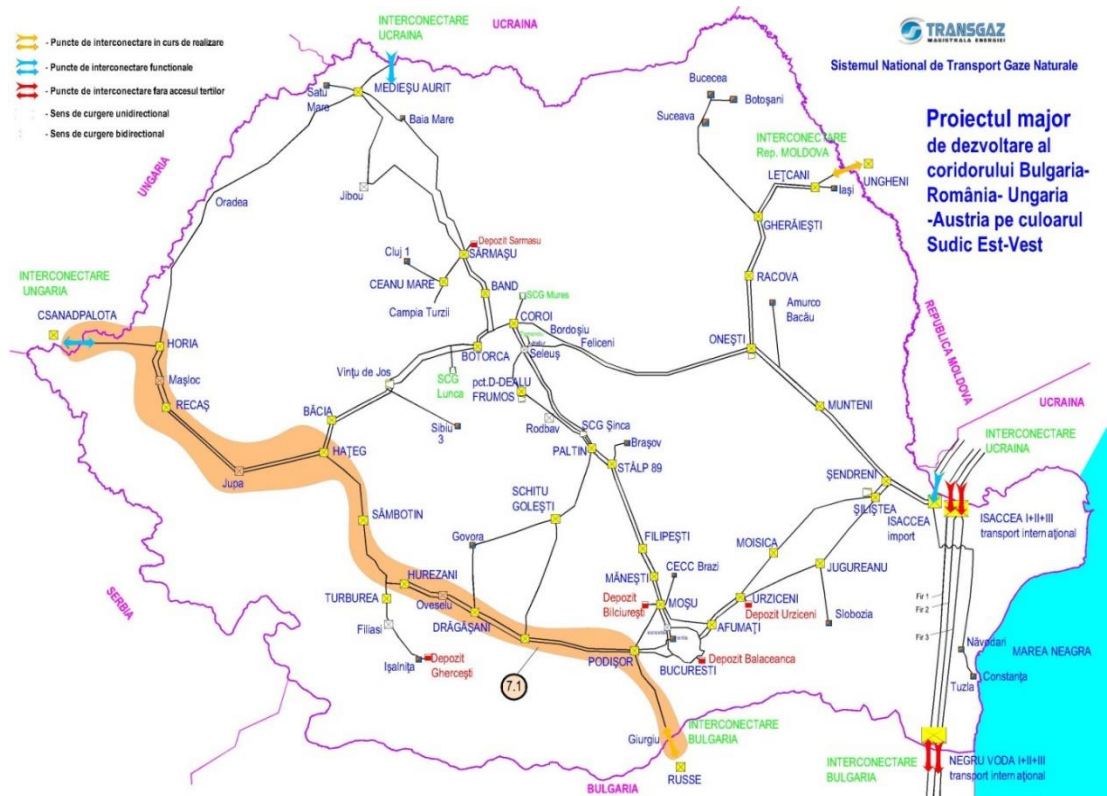 INTERCONECTARE
UCRAINA
UCRAINA
TRANSGAZ
MAGISTRALA ENERGIEI
Sistemul National de Transport Gaze Naturale
- Puncte de interconectare in curs de realizare
- Puncte de interconectare functionale
- Puncte de interconectare fara accesul tertilor
- Sens de curgere unidirectional
- Sens de curgere bidirectional
Proiectul major
de dezvoltare al
coridorului Bulgaria-
România- Ungaria
-Austria pe culoarul
Sudic Est-Vest
MEDIEŞU AURIT
Satu
Mare
Baia Mare
Bucecea
Botoşani
Suceava
INTERCONECTARE
Rep. MOLDOVA
LEŢCANI
UNGHENI
Iaşi
UNGARIA
Jibou
Oradea
GHERĂIEŞTI
Depozit Sarmasu
SĂRMAŞU
Cluj 1
CEANU MARE
BAND
Campia Turzii
SCG Mures
RACOVA
Amurco
Bacău
INTERCONECTARE
UNGARIA
CSANADPALOTA
HORIA
COROI
Bordoşiu
Feliceni
ONEŞTI
REPUBLICA MOLDOVA
BOTORCA
Seleuş
Maşloc
RECAŞ
Vinţu de Jos
SCG
Lunca
pct.D-DEALU
FRUMOS
MUNTENI
UCRAINA
BĂCIA
Sibiu
3
Rodbav
SCG Şinca
INTERCONECTARE
UCRAINA
HAŢEG
PALTIN
Braşov
STÂLP 89
ŞENDRENI
Jupa
SCHITU
GOLEŞTI
ŞILIŞTEA
ISACCEA
import
ISACCEA I+II+III
transport internaţional
SÂMBOTIN
Govora
FILIPEŞTI
MOISICA
CECC Brazi
MĂNEŞTI
JUGUREANU
HUREZANI
Oveselu
TURBUREA
SERBIA
Depozit
Bilciureşti
MOŞU
URZICENI
Depozit Urziceni
Slobozia
Fir 1
Fir 2
Fir 3
Filiasi
DRĂGĂŞANI
AFUMAŢI
Năvodari
MAREA NEAGRA
Işalniţa
Depozit
Gherceşti
PODIŞOR
BUCURESTI
Depozit Balaceanca
Constanţa
Tuzla
7.1
Giurgiu
INTERCONECTARE
BULGARIA
RUSSE
BULGARIA
INTERCONECTARE
BULGARIA
NEGRU VODA I+II+III
transport internaţional